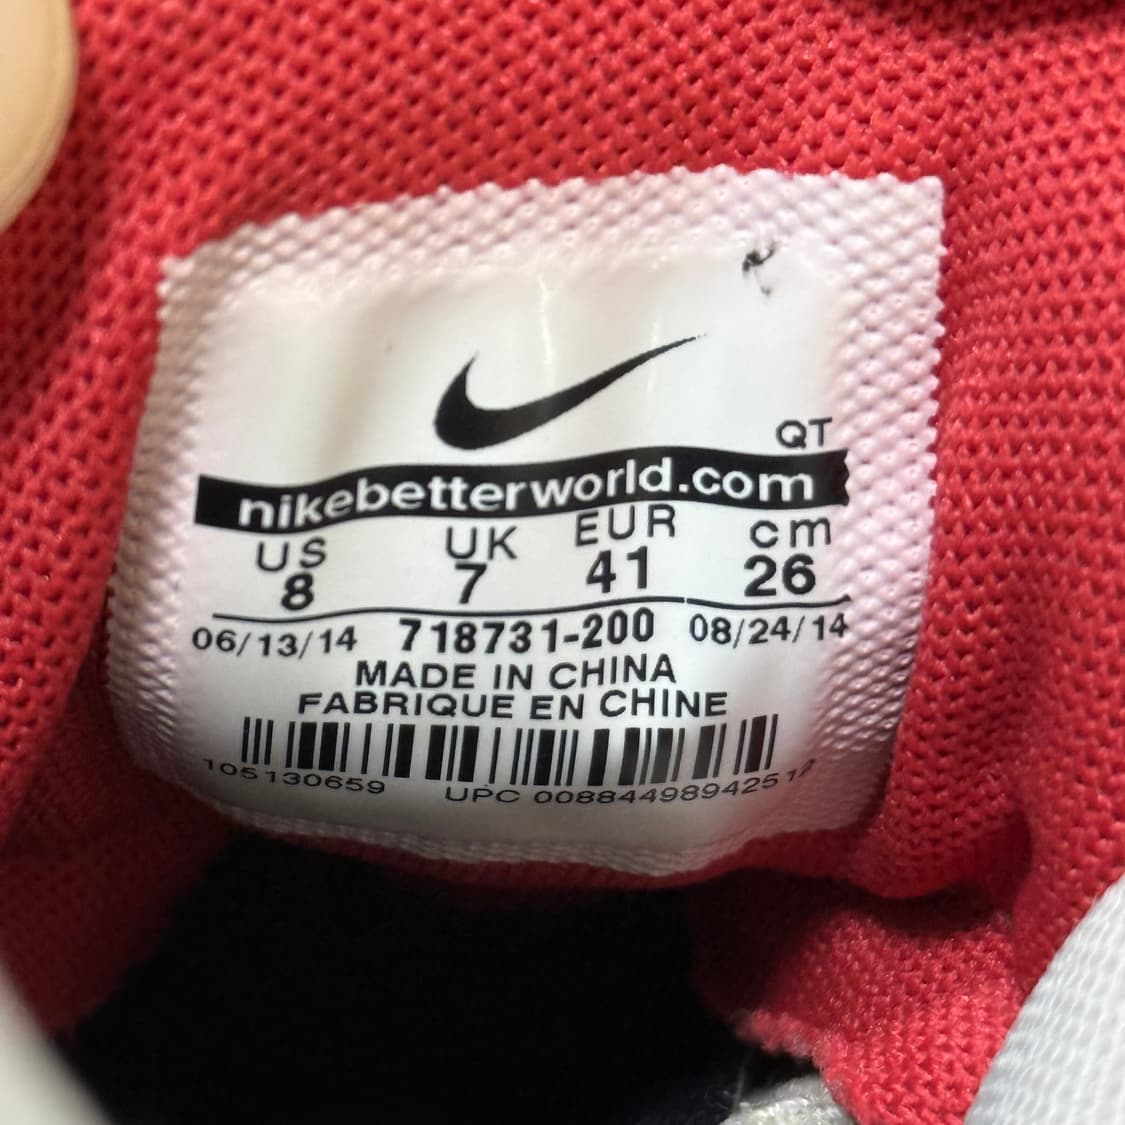 QT
nikebetterworld.com
US UK EUR cm
8 7 41 26
06/13/14 718731-200 08/24/14
MADE IN CHINA
FABRIQUE EN CHINE
105130659 UPC 00884498942512